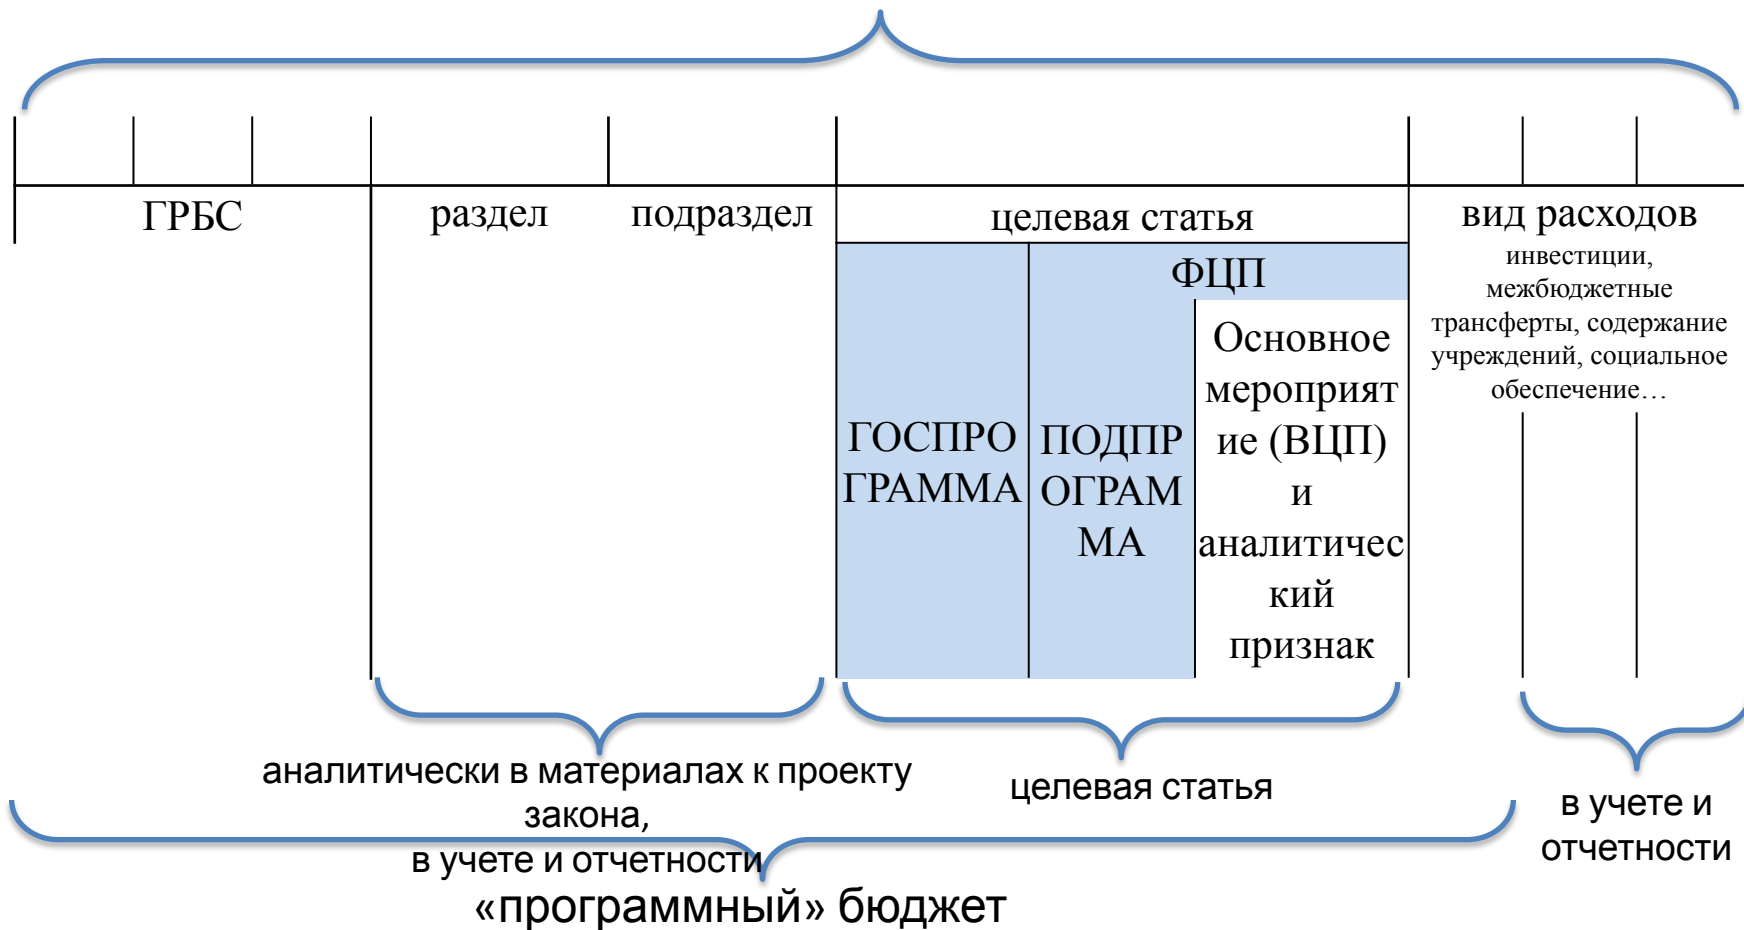 ГРБС
раздел
подраздел
целевая статья
вид расходов
инвестиции,
межбюджетные
трансферты, содержание
учреждений, социальное
обеспечение…
ФЦП
ГОСПРО
ГРАММА
ПОДПР
ОГРАМ
МА
Основное
мероприят
ие (ВЦП)
и
аналитичес
кий
признак
аналитически в материалах к проекту
закона,
в учете и отчетности
целевая статья
в учете и
отчетности
«программный» бюджет